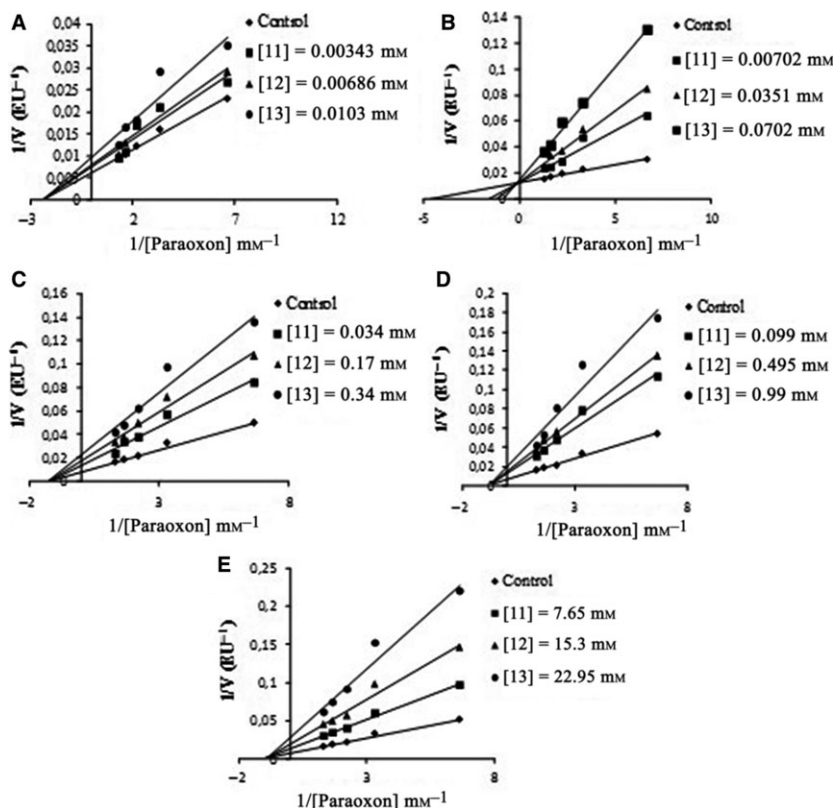 A
1/V (EU⁻¹)
0,04
0,035
0,03
0,025
0,02
0,015
0,01
0,005
0
−3
2
7
12
1/[Paraoxon] mM⁻¹
Control
[11] = 0.00343 mM
[12] = 0.00686 mM
[13] = 0.0103 mM
B
1/V (EU⁻¹)
0,14
0,12
0,1
0,08
0,06
0,04
0,02
0
−5
0
5
10
1/[Paraoxon] mM⁻¹
Control
[11] = 0.00702 mM
[12] = 0.0351 mM
[13] = 0.0702 mM
C
1/V (EU⁻¹)
0,16
0,14
0,12
0,1
0,08
0,06
0,04
0,02
0
−2
3
8
1/[Paraoxon] mM⁻¹
Control
[11] = 0.034 mM
[12] = 0.17 mM
[13] = 0.34 mM
D
1/V (EU⁻¹)
0,2
0,18
0,16
0,14
0,12
0,1
0,08
0,06
0,04
0,02
0
−2
3
8
1/[Paraoxon] mM⁻¹
Control
[11] = 0.099 mM
[12] = 0.495 mM
[13] = 0.99 mM
E
1/V (EU⁻¹)
0,25
0,2
0,15
0,1
0,05
0
−2
3
8
1/[Paraoxon] mM⁻¹
Control
[11] = 7.65 mM
[12] = 15.3 mM
[13] = 22.95 mM